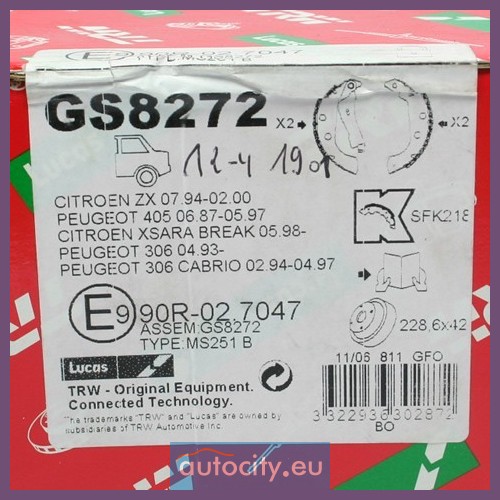 GS8272
X2
X2
12-4 1901
CITROEN ZX 07.94-02.00
PEUGEOT 405 06.87-05.97
CITROEN XSARA BREAK 05.98-
PEUGEOT 306 04.93-
PEUGEOT 306 CABRIO 02.94-04.97
K
SFK218
E9 90R-02.7047
ASSEM:GS8272
TYPE:MS251 B
228,6x42
Lucas
11/06 811 GFO
TRW - Original Equipment.
Connected Technology.
The trademarks "TRW" and "Lucas" are owned by
subsidiaries of TRW Automotive Inc.
3 322936 302872
BO
autocity.eu